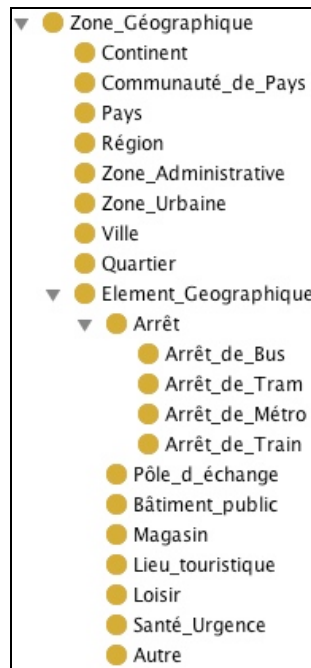 Zone_Géographique
Continent
Communauté_de_Pays
Pays
Région
Zone_Administrative
Zone_Urbaine
Ville
Quartier
Element_Geographique
Arrêt
Arrêt_de_Bus
Arrêt_de_Tram
Arrêt_de_Métro
Arrêt_de_Train
Pôle_d_échange
Bâtiment_public
Magasin
Lieu_touristique
Loisir
Santé_Urgence
Autre